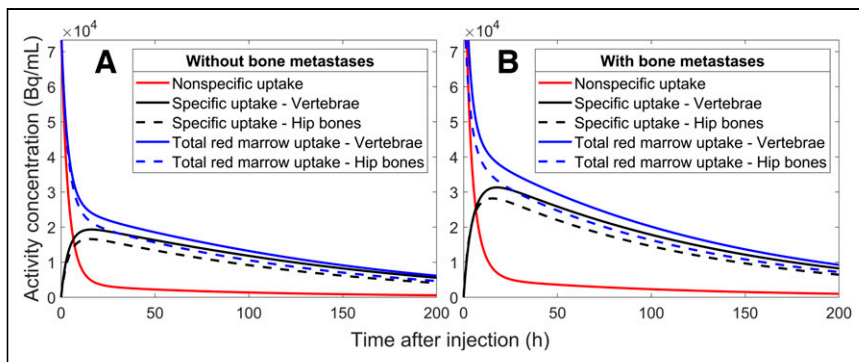 ×10⁴
A
Without bone metastases
Nonspecific uptake
Specific uptake - Vertebrae
Specific uptake - Hip bones
Total red marrow uptake - Vertebrae
Total red marrow uptake - Hip bones
Activity concentration (Bq/mL)
7
6
5
4
3
2
1
0
0
50
100
150
200
×10⁴
B
With bone metastases
Nonspecific uptake
Specific uptake - Vertebrae
Specific uptake - Hip bones
Total red marrow uptake - Vertebrae
Total red marrow uptake - Hip bones
7
6
5
4
3
2
1
0
0
50
100
150
200
Time after injection (h)